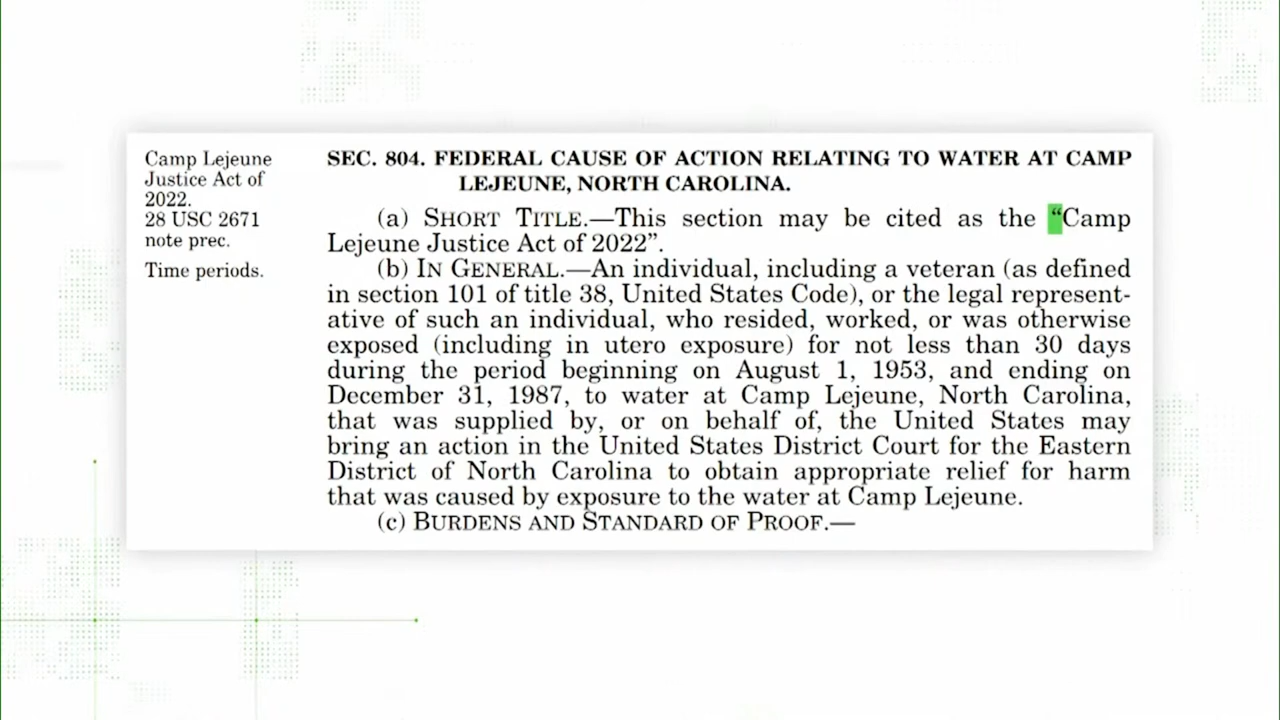 Camp Lejeune
Justice Act of
2022.
28 USC 2671
note prec.
Time periods.
SEC. 804. FEDERAL CAUSE OF ACTION RELATING TO WATER AT CAMP
LEJEUNE, NORTH CAROLINA.
(a) SHORT TITLE.—This section may be cited as the “Camp
Lejeune Justice Act of 2022”.
(b) IN GENERAL.—An individual, including a veteran (as defined
in section 101 of title 38, United States Code), or the legal represent-
ative of such an individual, who resided, worked, or was otherwise
exposed (including in utero exposure) for not less than 30 days
during the period beginning on August 1, 1953, and ending on
December 31, 1987, to water at Camp Lejeune, North Carolina,
that was supplied by, or on behalf of, the United States may
bring an action in the United States District Court for the Eastern
District of North Carolina to obtain appropriate relief for harm
that was caused by exposure to the water at Camp Lejeune.
(c) BURDENS AND STANDARD OF PROOF.—